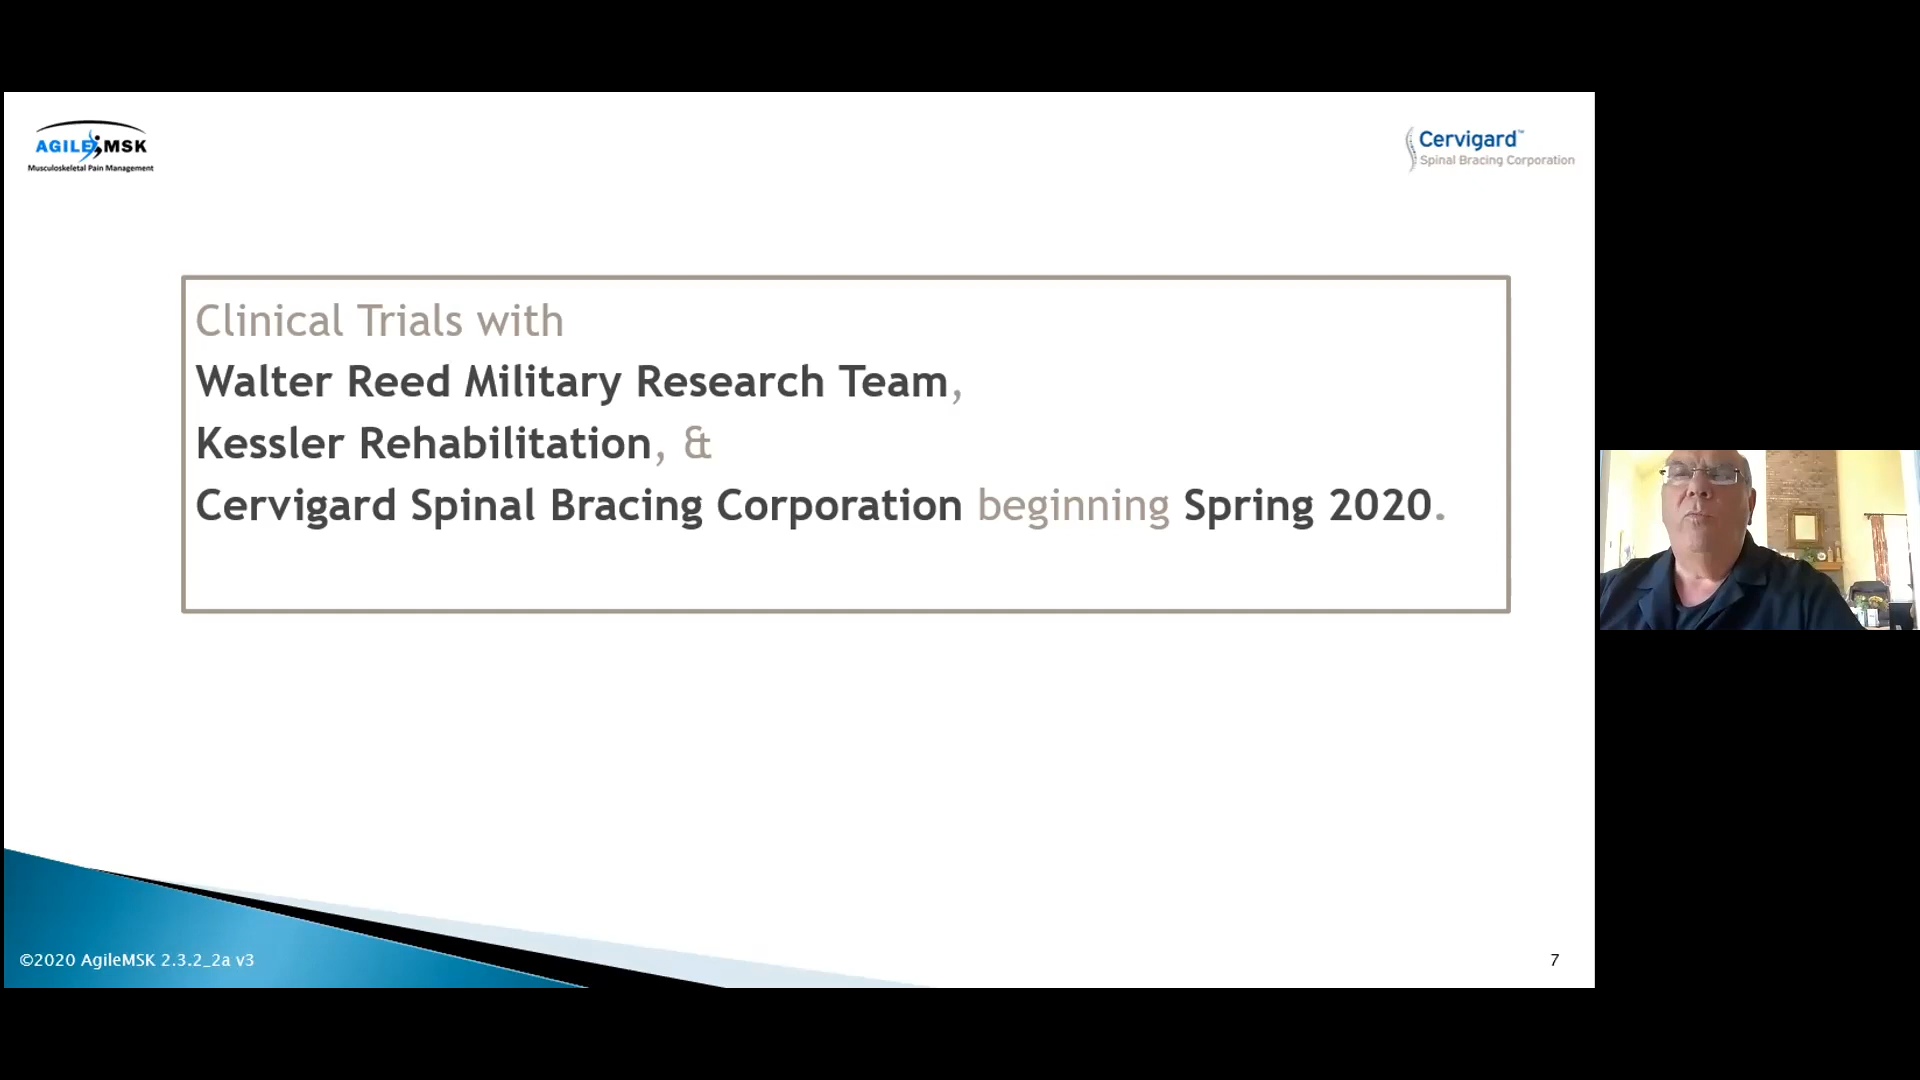 AGILE MSK
Musculoskeletal Pain Management
Cervigard™
Spinal Bracing Corporation
Clinical Trials with
Walter Reed Military Research Team,
Kessler Rehabilitation, &
Cervigard Spinal Bracing Corporation beginning Spring 2020.
©2020 AgileMSK 2.3.2_2a v3
7